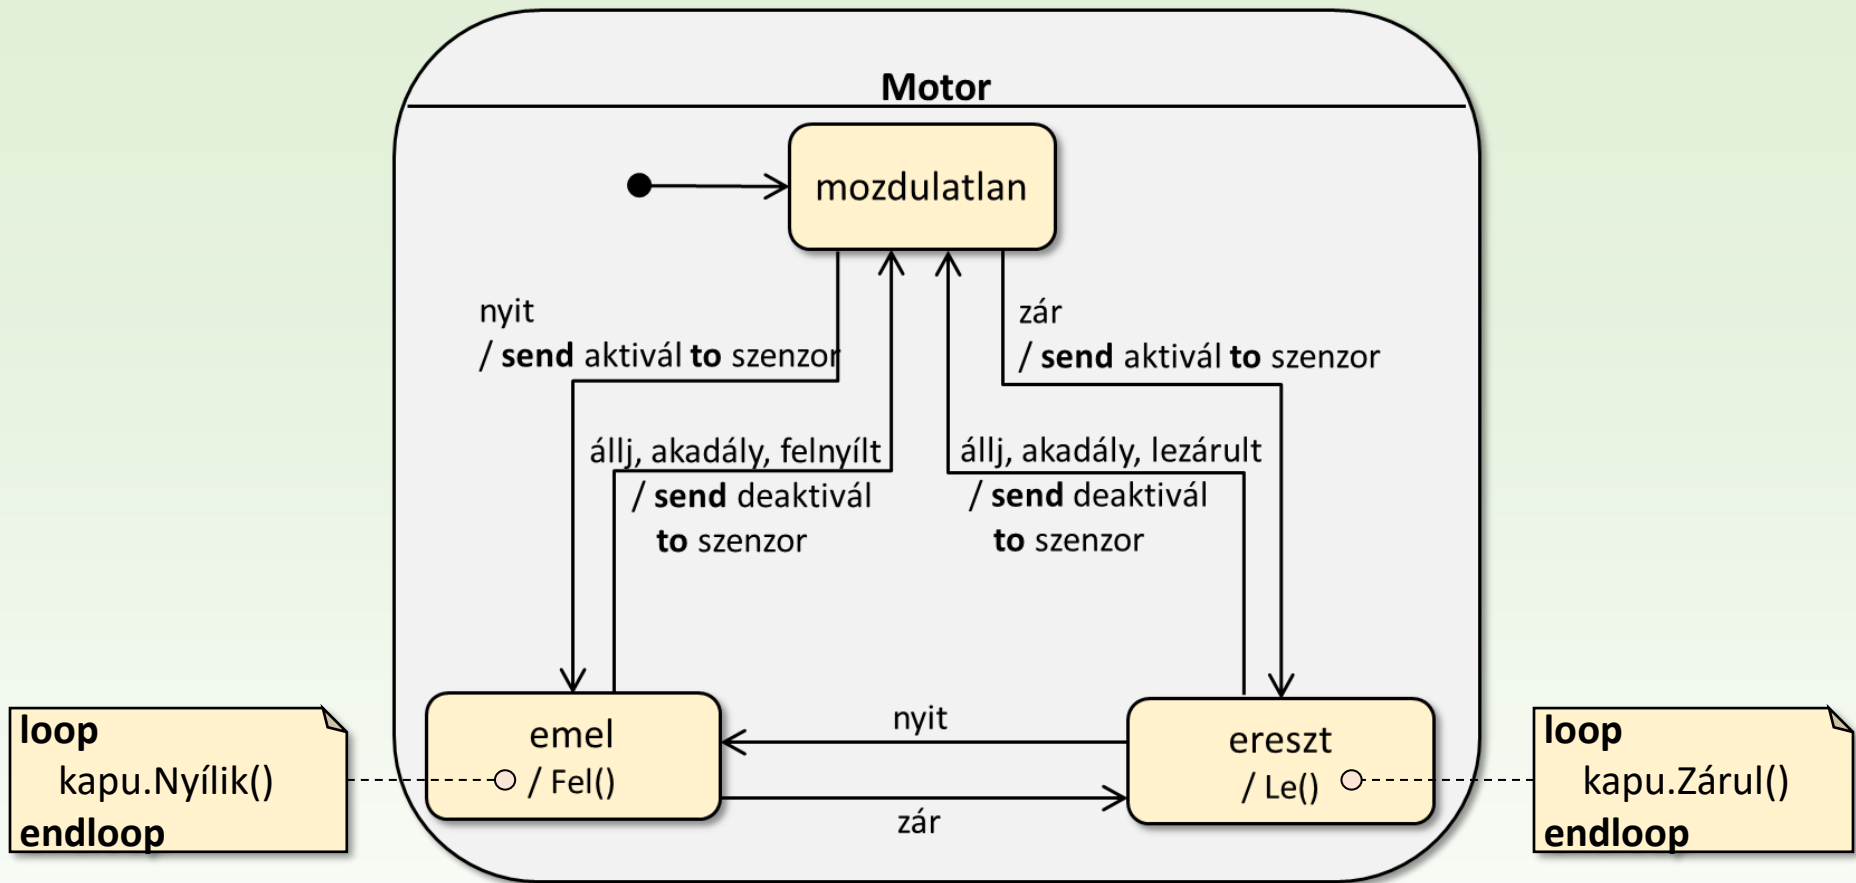 Motor
mozdulatlan
nyit
/ send aktivál to szenzor
zár
/ send aktivál to szenzor
állj, akadály, felnyílt
/ send deaktivál
to szenzor
állj, akadály, lezárult
/ send deaktivál
to szenzor
loop
kapu.Nyílik()
endloop
emel
/ Fel()
nyit
zár
ereszt
/ Le()
loop
kapu.Zárul()
endloop